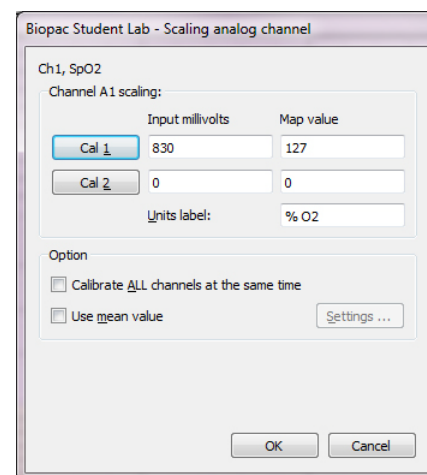 Biopac Student Lab - Scaling analog channel
Ch1, SpO2
Channel A1 scaling:
Input millivolts Map value
Cal 1 830 127
Cal 2 0 0
Units label: % O2
Option
Calibrate ALL channels at the same time
Use mean value Settings ...
OK Cancel